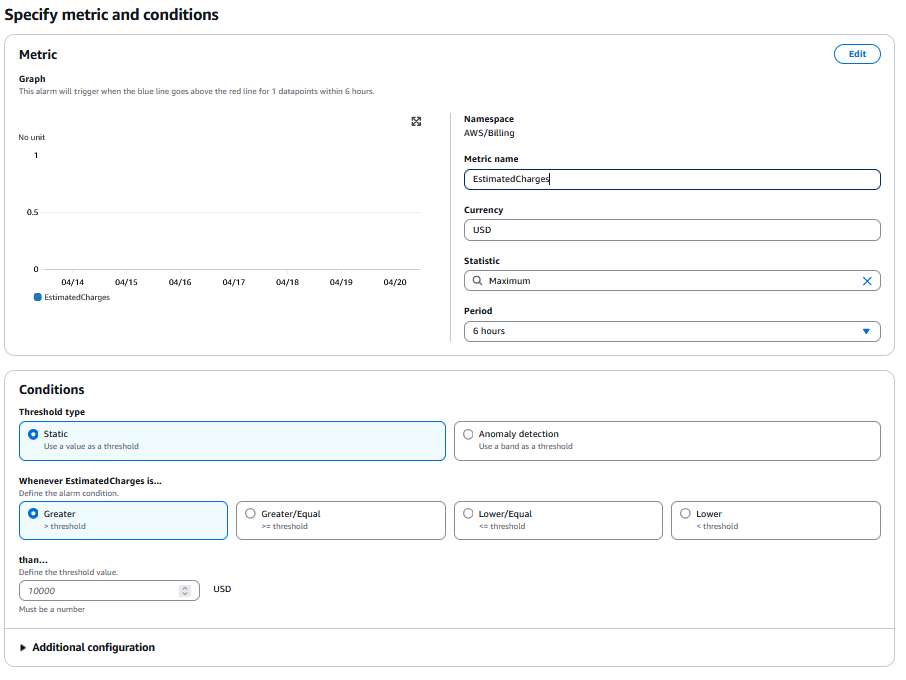 Specify metric and conditions
Metric
Edit
Graph
This alarm will trigger when the blue line goes above the red line for 1 datapoints within 6 hours.
No unit
1
0.5
0
04/14 04/15 04/16 04/17 04/18 04/19 04/20
EstimatedCharges
Namespace
AWS/Billing
Metric name
EstimatedCharges
Currency
USD
Statistic
Maximum
Period
6 hours
Conditions
Threshold type
Static
Use a value as a threshold
Anomaly detection
Use a band as a threshold
Whenever EstimatedCharges is...
Define the alarm condition.
Greater
> threshold
Greater/Equal
>= threshold
Lower/Equal
<= threshold
Lower
< threshold
than...
Define the threshold value.
10000
USD
Must be a number
Additional configuration